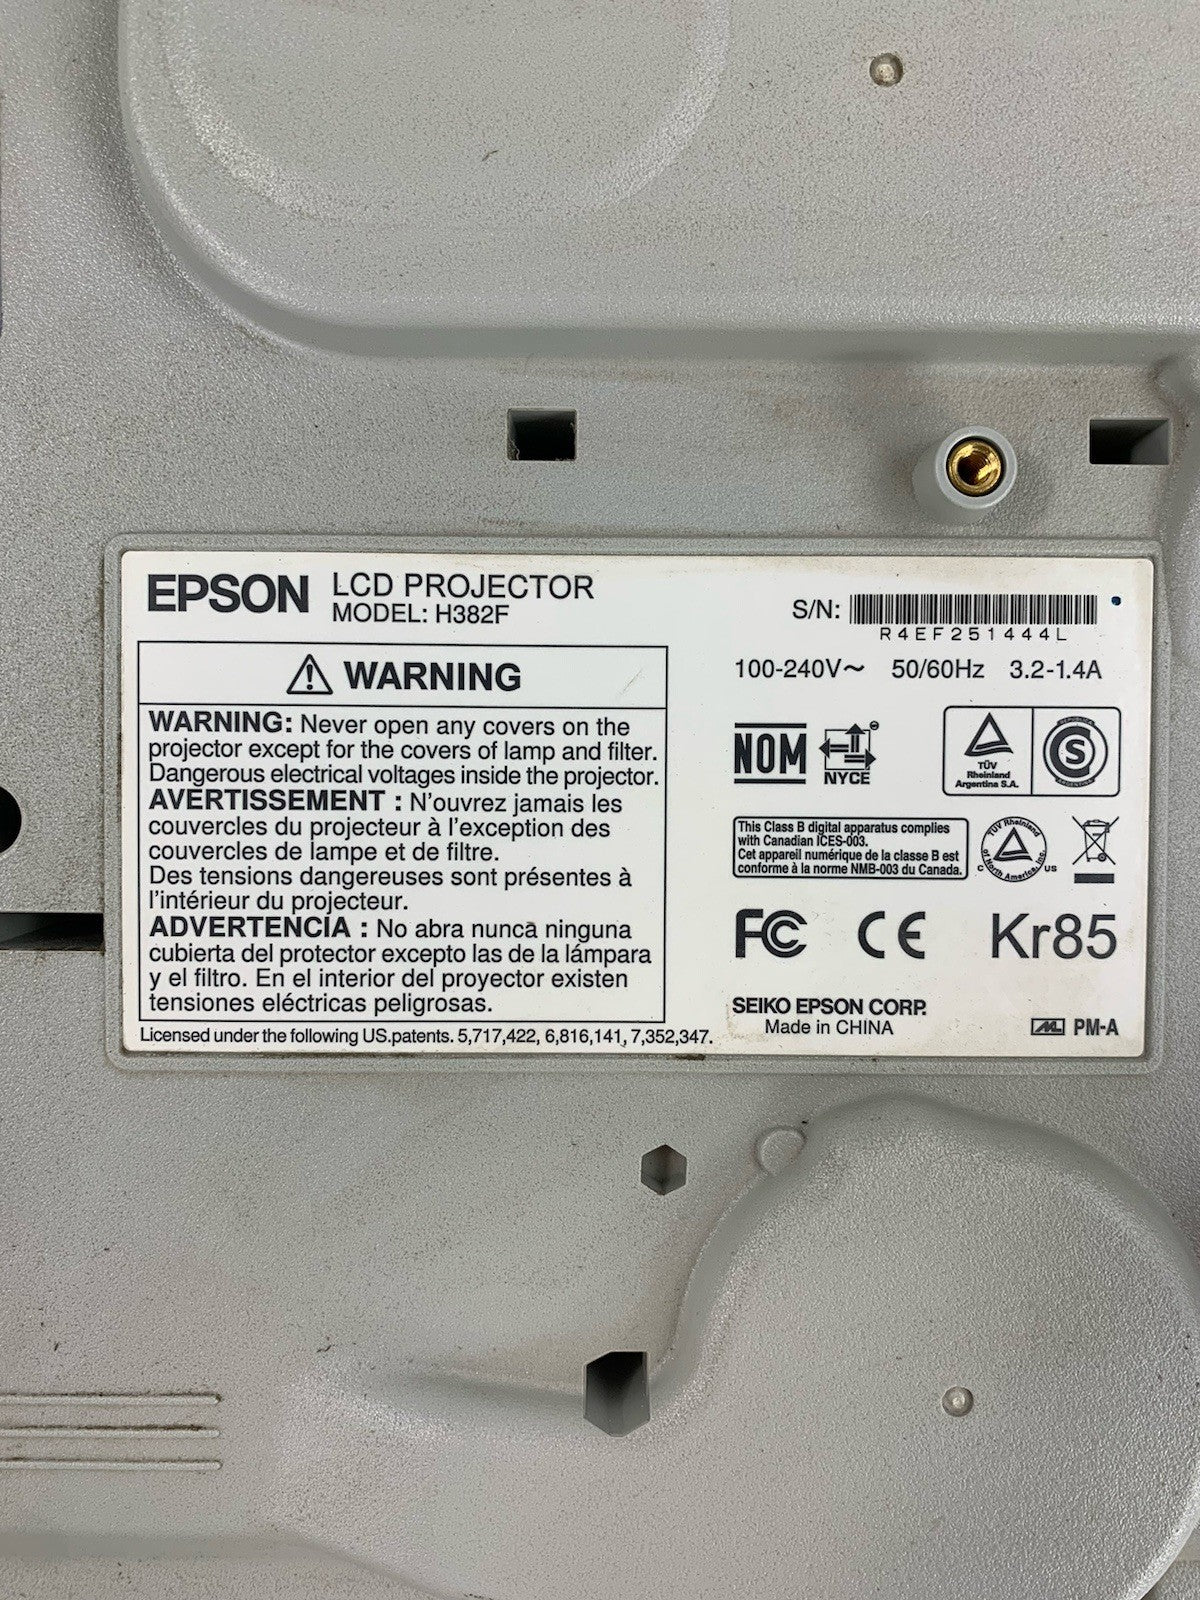 EPSON LCD PROJECTOR
MODEL: H382F
S/N:
R4EF251444L
100-240V~ 50/60Hz 3.2-1.4A
WARNING
WARNING: Never open any covers on the
projector except for the covers of lamp and filter.
Dangerous electrical voltages inside the projector.
AVERTISSEMENT : N'ouvrez jamais les
couvercles du projecteur à l'exception des
couvercles de lampe et de filtre.
Des tensions dangereuses sont présentes à
l'intérieur du projecteur.
ADVERTENCIA : No abra nunca ninguna
cubierta del protector excepto las de la lámpara
y el filtro. En el interior del proyector existen
tensiones eléctricas peligrosas.
Licensed under the following US.patents. 5,717,422, 6,816,141, 7,352,347.
NOM
NYCE
TÜV
Rheinland
Argentina S.A.
S
This Class B digital apparatus complies
with Canadian ICES-003.
Cet appareil numérique de la classe B est
conforme à la norme NMB-003 du Canada.
TÜV Rheinland
of North America, Inc.
C US
FC CE Kr85
SEIKO EPSON CORP.
Made in CHINA
PM-A